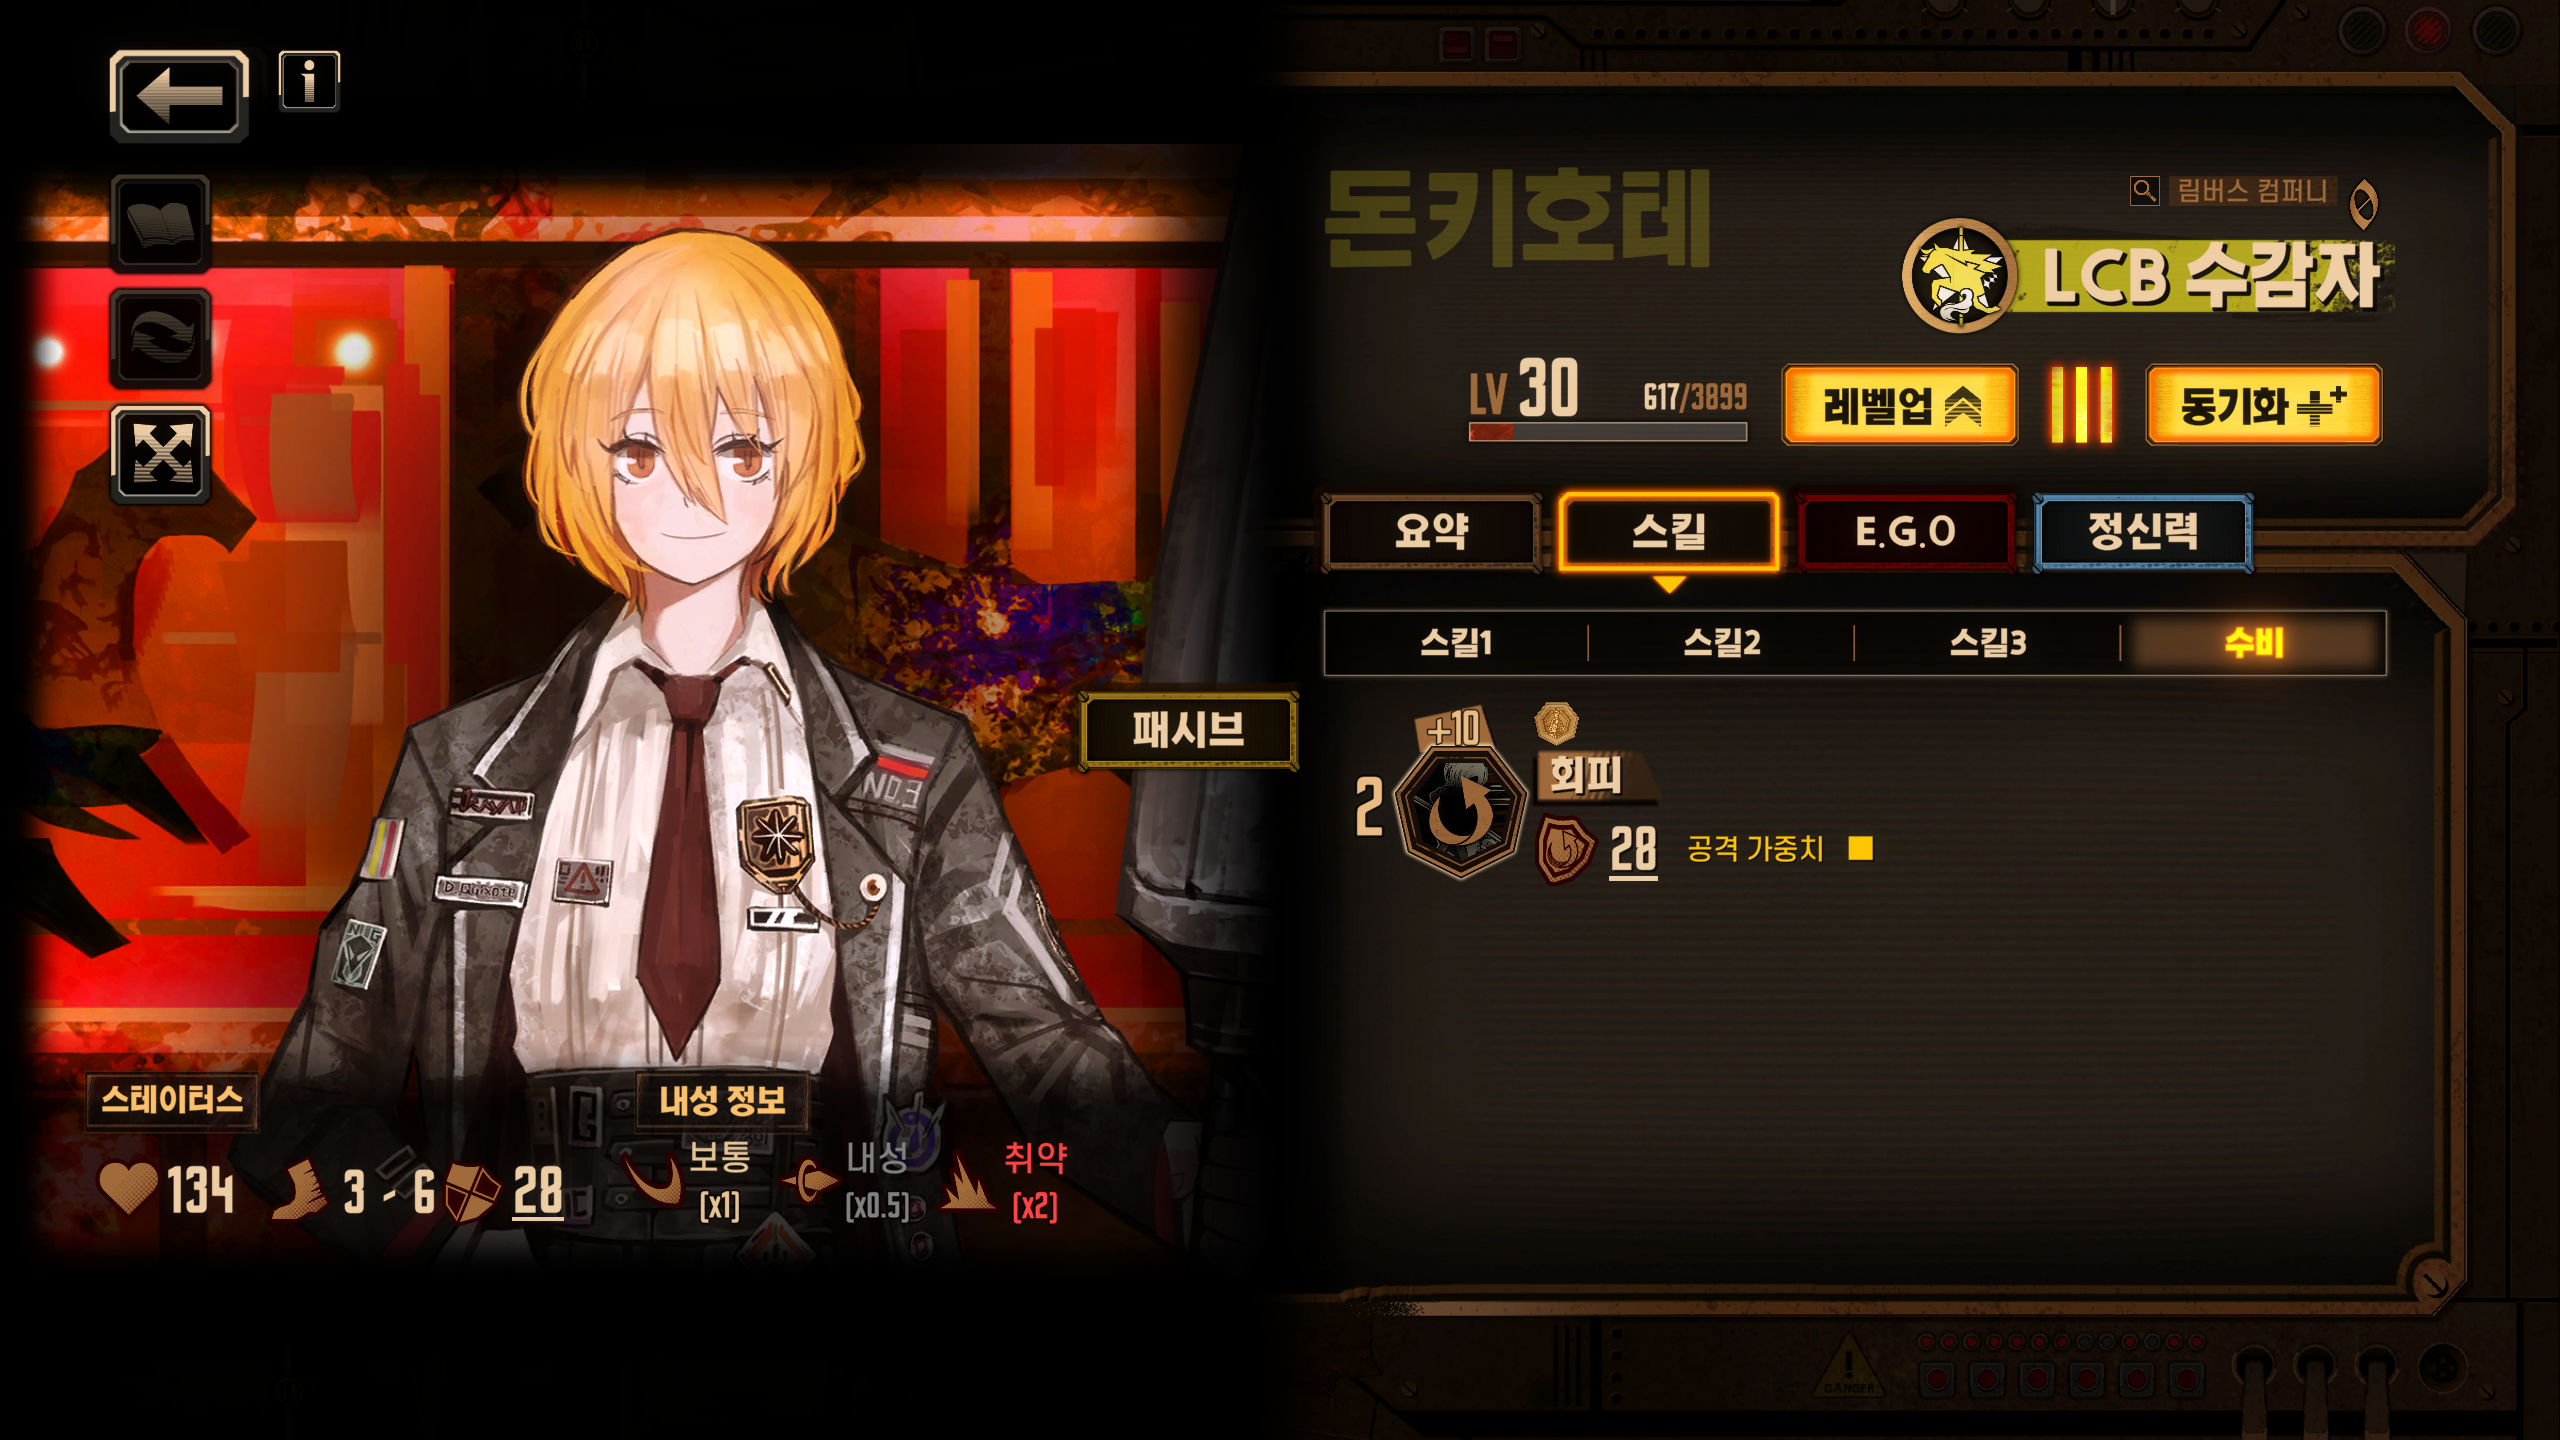 돈키호테
림버스 컴퍼니
LCB 수감자
LV 30
617/3899
레벨업
동기화
요약
스킬
E.G.O
정신력
스킬1
스킬2
스킬3
수비
+10
2
회피
28
공격 가중치
패시브
NO.3
D.Quixote
스테이터스
134
3 - 6
28
내성 정보
보통
[x1]
내성
[x0.5]
취약
[x2]
DANGER